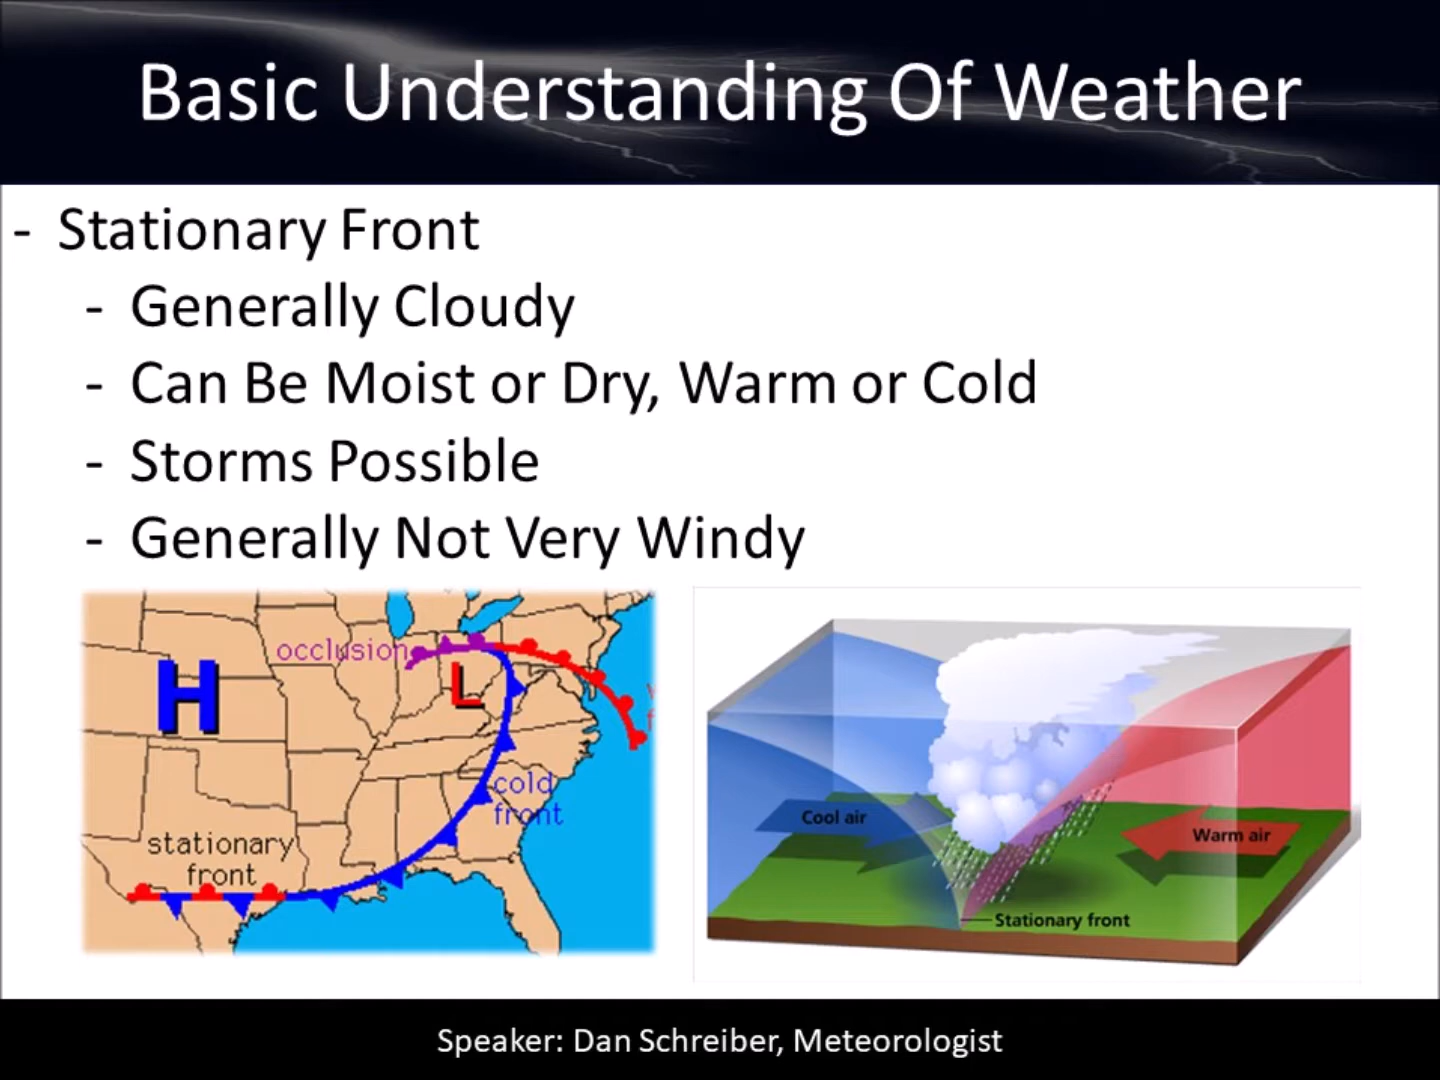 Basic Understanding Of Weather
- Stationary Front
- Generally Cloudy
- Can Be Moist or Dry, Warm or Cold
- Storms Possible
- Generally Not Very Windy
occlusion
H
L
cold
front
stationary
front
Cool air
Warm air
Stationary front
Speaker: Dan Schreiber, Meteorologist